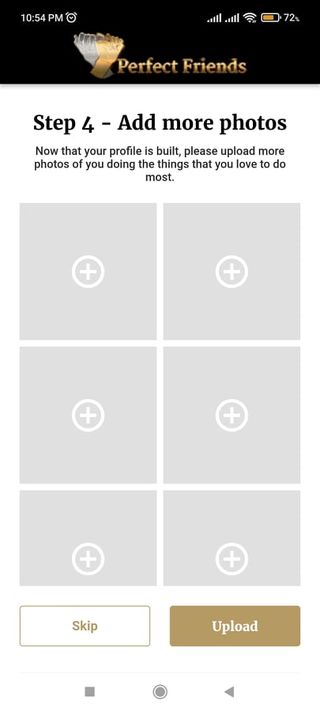 10:54 PM 72%
Perfect Friends
Step 4 - Add more photos
Now that your profile is built, please upload more
photos of you doing the things that you love to do
most.
Skip Upload